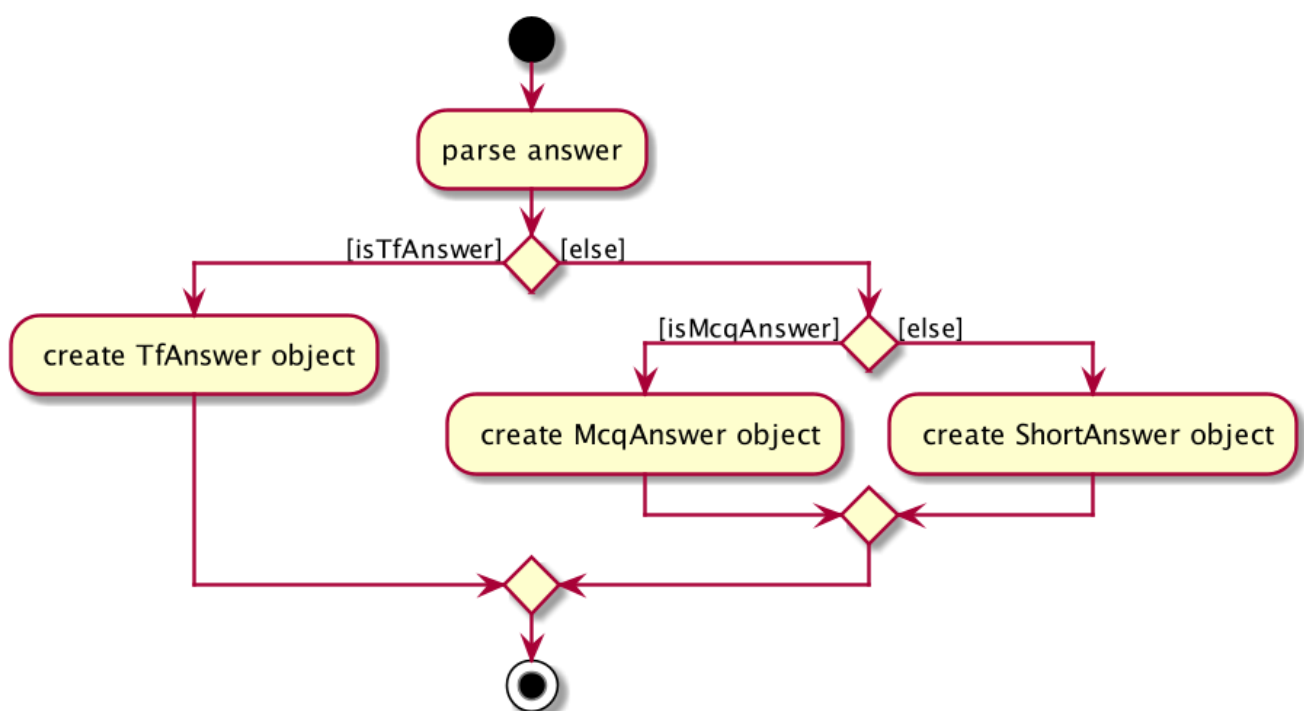 parse answer
[isTfAnswer]
[else]
create TfAnswer object
[isMcqAnswer]
[else]
create McqAnswer object
create ShortAnswer object